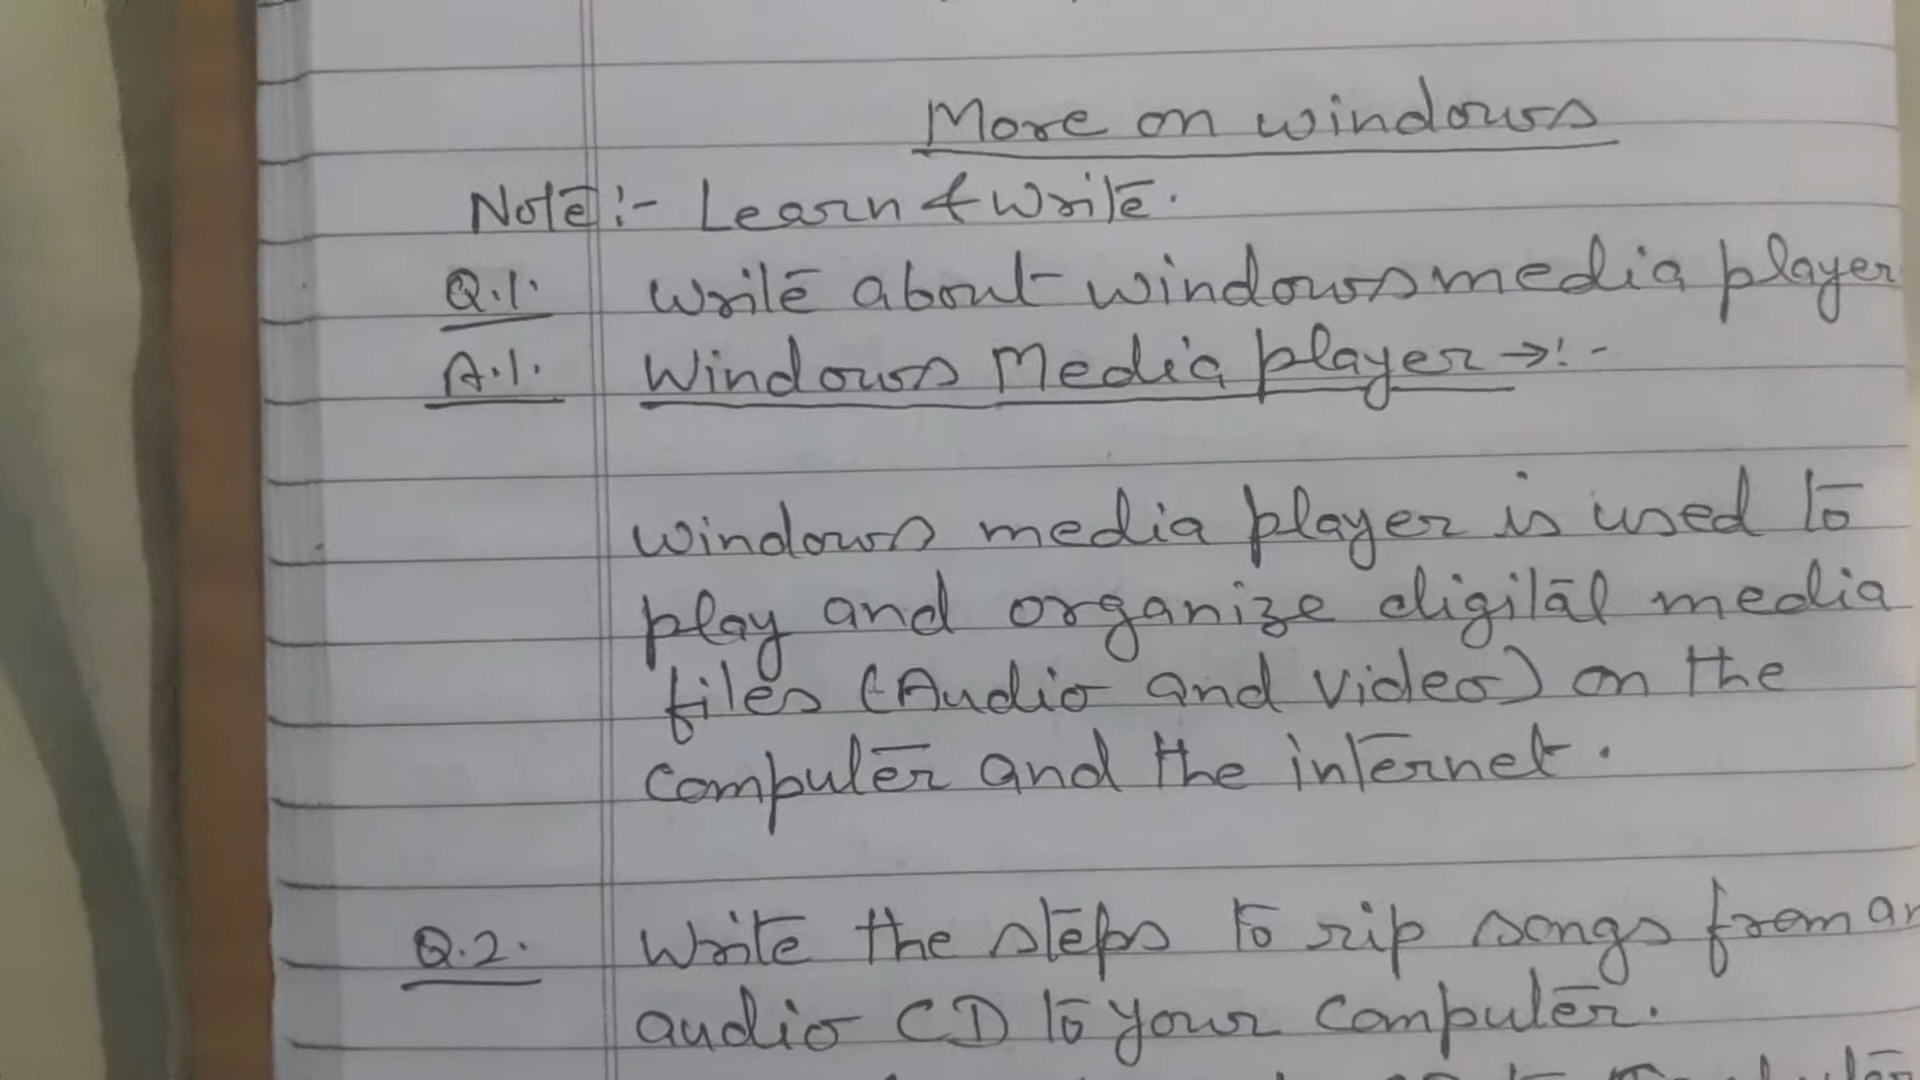 More on windows
Note:- Learn & write.
Q.1. Write about windows media player
A.1. Windows Media player →:-
windows media player is used to
play and organize digital media
files (Audio and video) on the
computer and the internet.
Q.2. Write the steps to rip songs from an
audio CD to your computer.